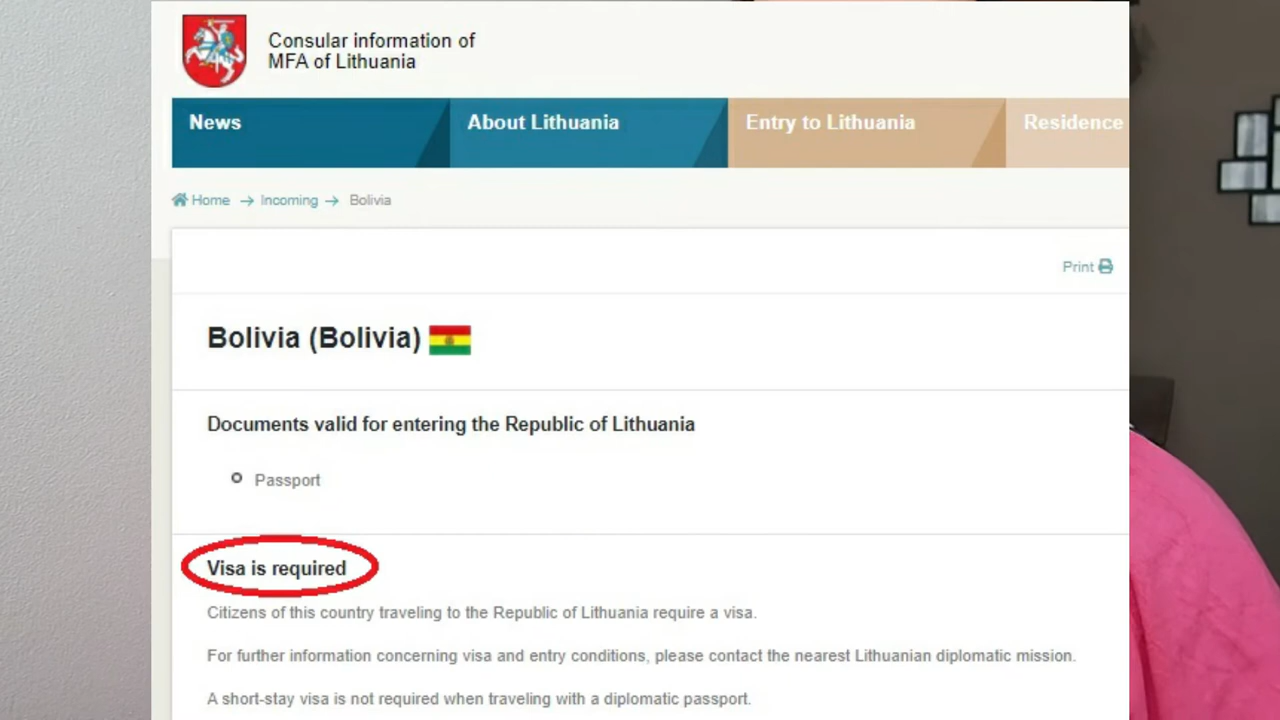 Consular information of
MFA of Lithuania
News
About Lithuania
Entry to Lithuania
Residence
Home
Incoming
Bolivia
Print
Bolivia (Bolivia)
Documents valid for entering the Republic of Lithuania
Passport
Visa is required
Citizens of this country traveling to the Republic of Lithuania require a visa.
For further information concerning visa and entry conditions, please contact the nearest Lithuanian diplomatic mission.
A short-stay visa is not required when traveling with a diplomatic passport.